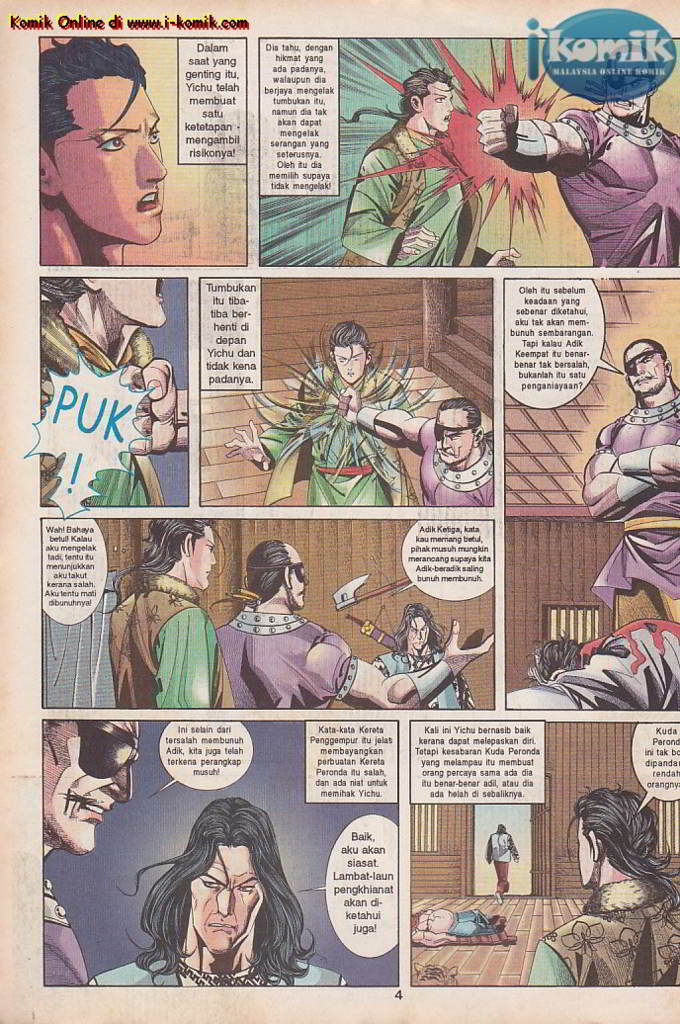 Komik Online di www.i-komik.com
ikomik
MALAYSIA ONLINE KOMIK
Dalam
saat yang
genting itu,
Yichu telah
membuat
satu
ketetapan -
mengambil
risikonya!
Dia tahu, dengan
hikmat yang
ada padanya,
walaupun dia
berjaya mengelak
tumbukan itu,
namun dia tak
akan dapat
mengelak
serangan yang
seterusnya.
Oleh itu dia
memilih supaya
tidak mengelak!
PUK
!
Tumbukan
itu tiba-
tiba ber-
henti di
depan
Yichu dan
tidak kena
padanya.
Oleh itu sebelum
keadaan yang
sebenar diketahui,
aku tak akan mem-
bunuh sembarangan.
Tapi kalau Adik
Keempat itu benar-
benar tak bersalah,
bukanlah itu satu
penganiayaan?
Wah! Bahaya
betul! Kalau
aku mengelak
tadi, tentu itu
menunjukkan
aku takut
kerana salah.
Aku tentu mati
dibunuhnya!
Adik Ketiga, kata
kau memang betul,
pihak musuh mungkin
merancang supaya kita
Adik-beradik saling
bunuh membunuh.
Ini selain dari
tersalah membunuh
Adik, kita juga telah
terkena perangkap
musuh!
Kata-kata Kereta
Penggempur itu jelas
membayangkan
perbuatan Kereta
Peronda itu salah,
dan ada niat untuk
memihak Yichu.
Baik,
aku akan
siasat.
Lambat-laun
pengkhianat
akan di-
ketahui
juga!
Kali ini Yichu bernasib baik
kerana dapat melepaskan diri.
Tetapi kesabaran Kuda Peronda
yang melampau itu membuat
orang percaya sama ada dia
itu benar-benar adil, atau dia
ada helah di sebaliknya.
Kuda
Peron
ini tak bo
dipandan
rendah
orangny
4